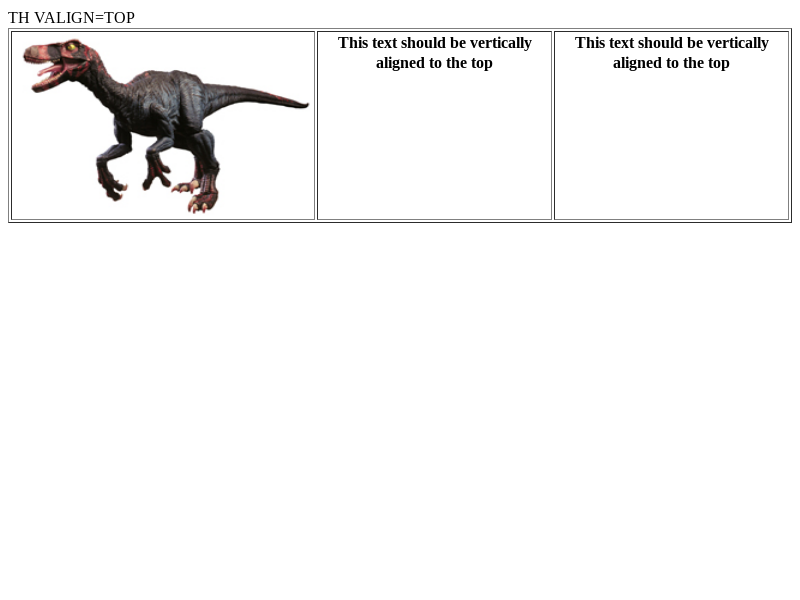 TH VALIGN=TOP
This text should be vertically
aligned to the top
This text should be vertically
aligned to the top